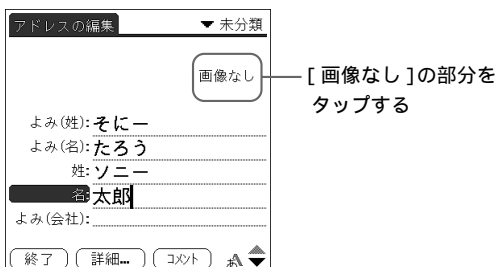 アドレスの編集 ▼ 未分類
画像なし
[ 画像なし ]の部分を
タップする
よみ(姓): そにー
よみ(名): たろう
姓: ソニー
名: 太郎
よみ(会社):
終了 詳細... コメント あ